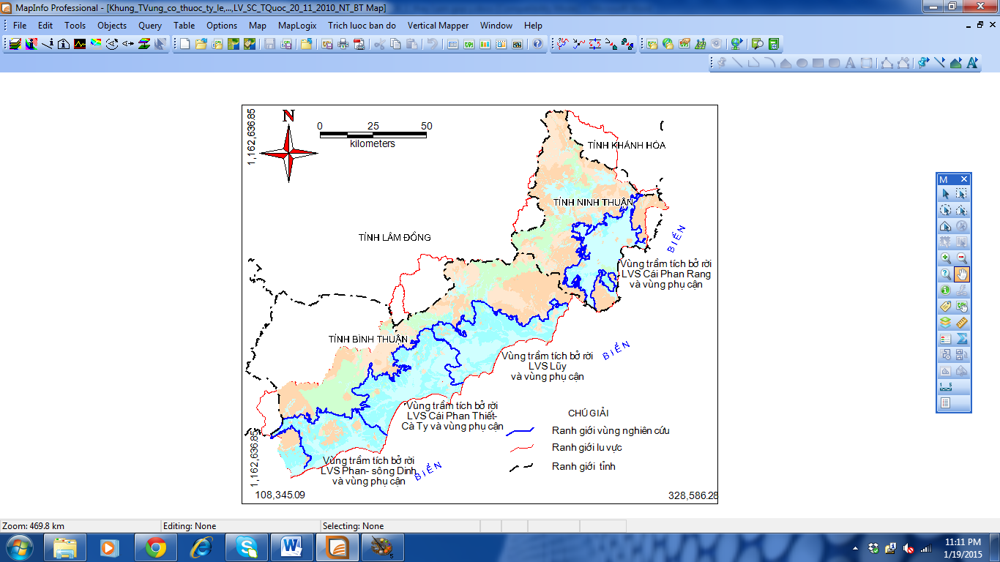 MapInfo Professional - [Khung_TVung_co_thuoc_ty_le,...,LV_SC_TQuoc_20_11_2010_NT_BT Map]
File Edit Tools Objects Query Table Options Map MapLogix Trich luoc ban do Vertical Mapper Window Help
N
0 25 50
kilometers
1,162,636.85
TỈNH KHÁNH HÒA
TỈNH NINH THUẬN
TỈNH LÂM ĐỒNG
BIỂN
Vùng trầm tích bở rời
LVS Cái Phan Rang
và vùng phụ cận
TỈNH BÌNH THUẬN
BIỂN
Vùng trầm tích bở rời
LVS Lũy
và vùng phụ cận
Vùng trầm tích bở rời
LVS Cái Phan Thiết-
Cà Ty và vùng phụ cận
CHÚ GIẢI
Ranh giới vùng nghiên cứu
Ranh giới lu vực
Ranh giới tỉnh
Vùng trầm tích bở rời
LVS Phan- sông Dinh
và vùng phụ cận
BIỂN
1,162,636.85
108,345.09
328,586.28
M
1 5
Zoom: 469.8 km
Editing: None
Selecting: None
5
11:11 PM
1/19/2015